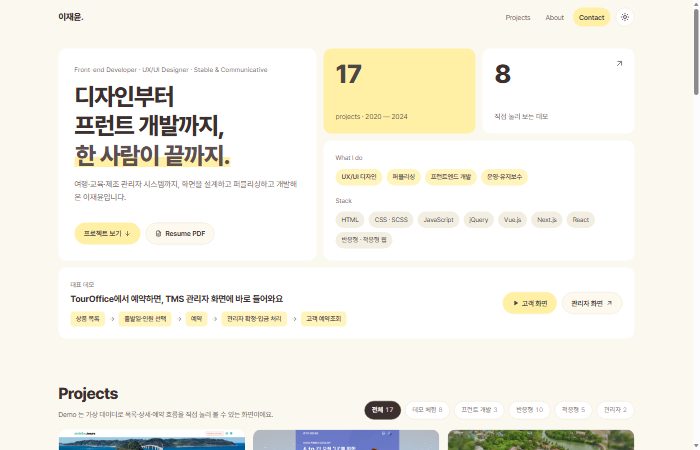 이재윤.
Projects
About
Contact
Front-end Developer · UX/UI Designer · Stable & Communicative
디자인부터
프런트 개발까지,
한 사람이 끝까지.
여행·교육·제조 관리자 시스템까지, 화면을 설계하고 퍼블리싱하고 개발해
온 이재윤입니다.
프로젝트 보기 ↓
Resume PDF
17
projects · 2020 — 2024
8
직접 눌러 보는 데모
What I do
UX/UI 디자인
퍼블리싱
프런트엔드 개발
운영·유지보수
Stack
HTML
CSS · SCSS
JavaScript
jQuery
Vue.js
Next.js
React
반응형 · 적응형 웹
대표 데모
TourOffice에서 예약하면, TMS 관리자 화면에 바로 들어와요
상품 목록 → 출발일·인원 선택 → 예약 → 관리자 확정·입금 처리 → 고객 예약조회
▶ 고객 화면
관리자 화면 ↗
Projects
Demo 는 가상 데이터로 목록·상세·예약 흐름을 직접 눌러 볼 수 있는 화면이에요.
전체 17
데모 체험 8
프런트 개발 3
반응형 10
적응형 5
관리자 2